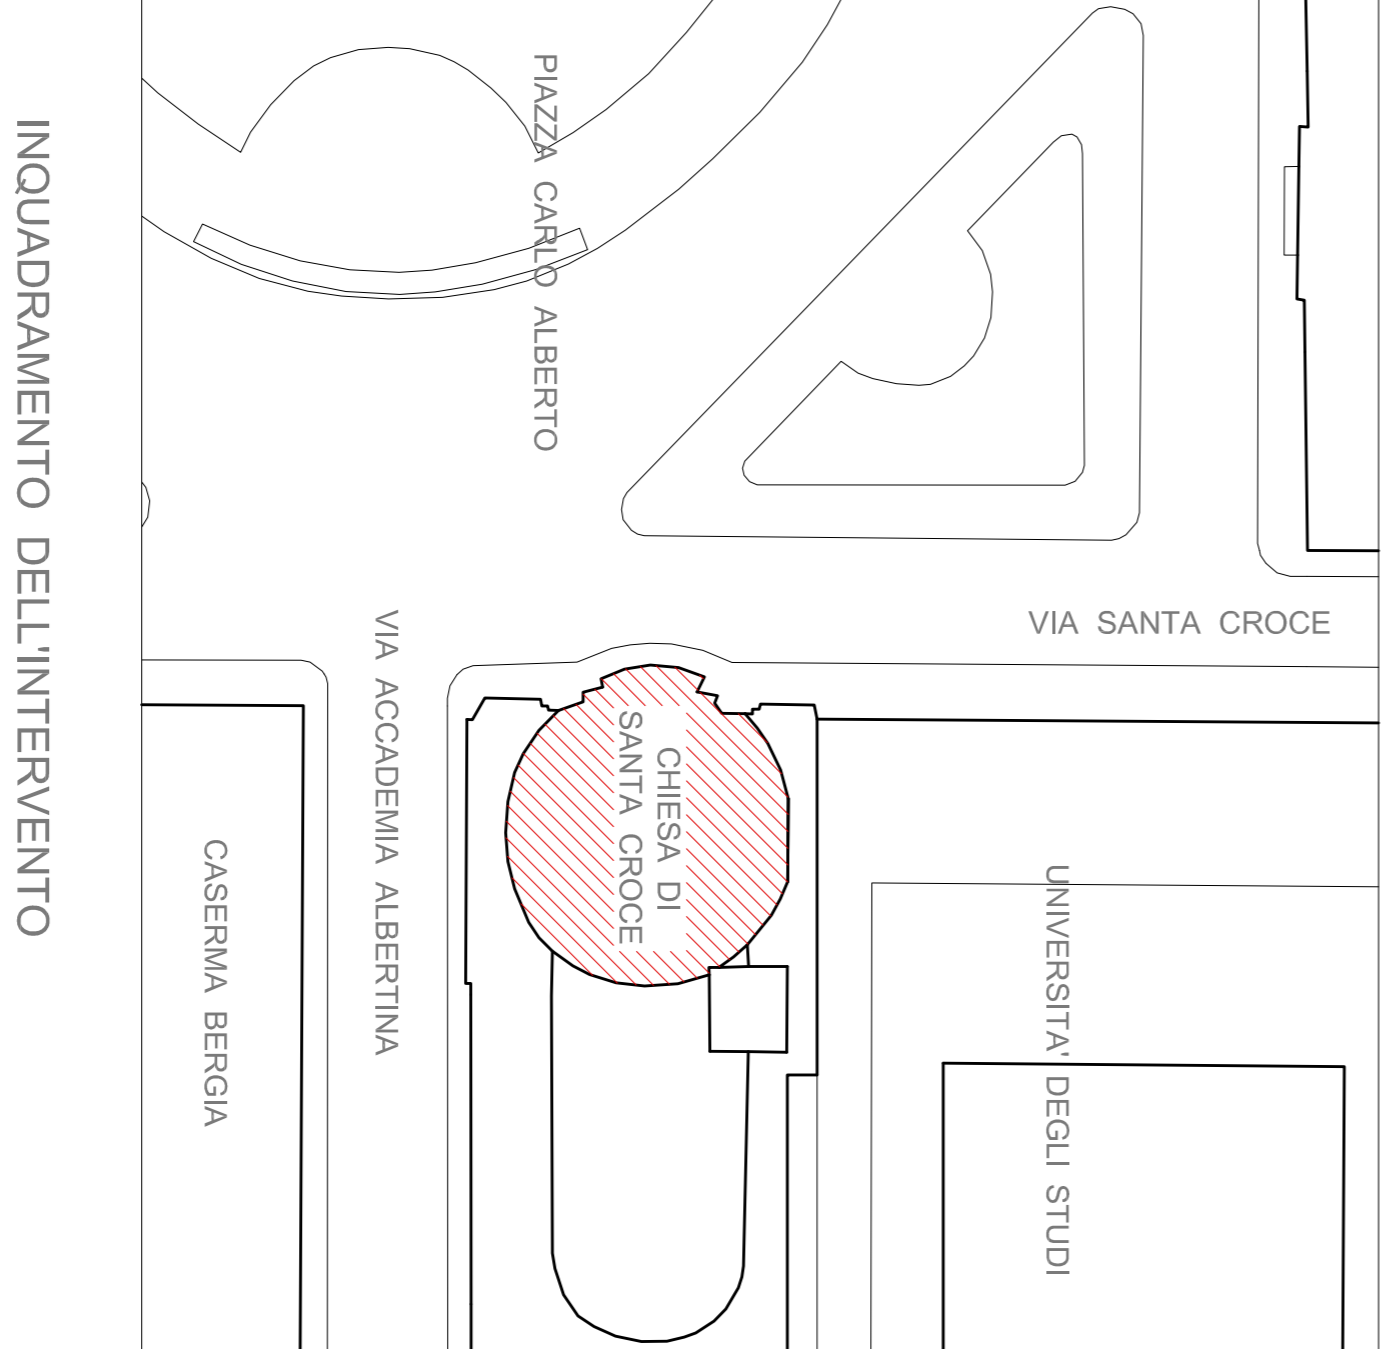 INQUADRAMENTO DELL'INTERVENTO
PIAZZA CARLO ALBERTO
VIA SANTA CROCE
VIA ACCADEMIA ALBERTINA
CHIESA DI
SANTA CROCE
CASERMA BERGIA
UNIVERSITA' DEGLI STUDI